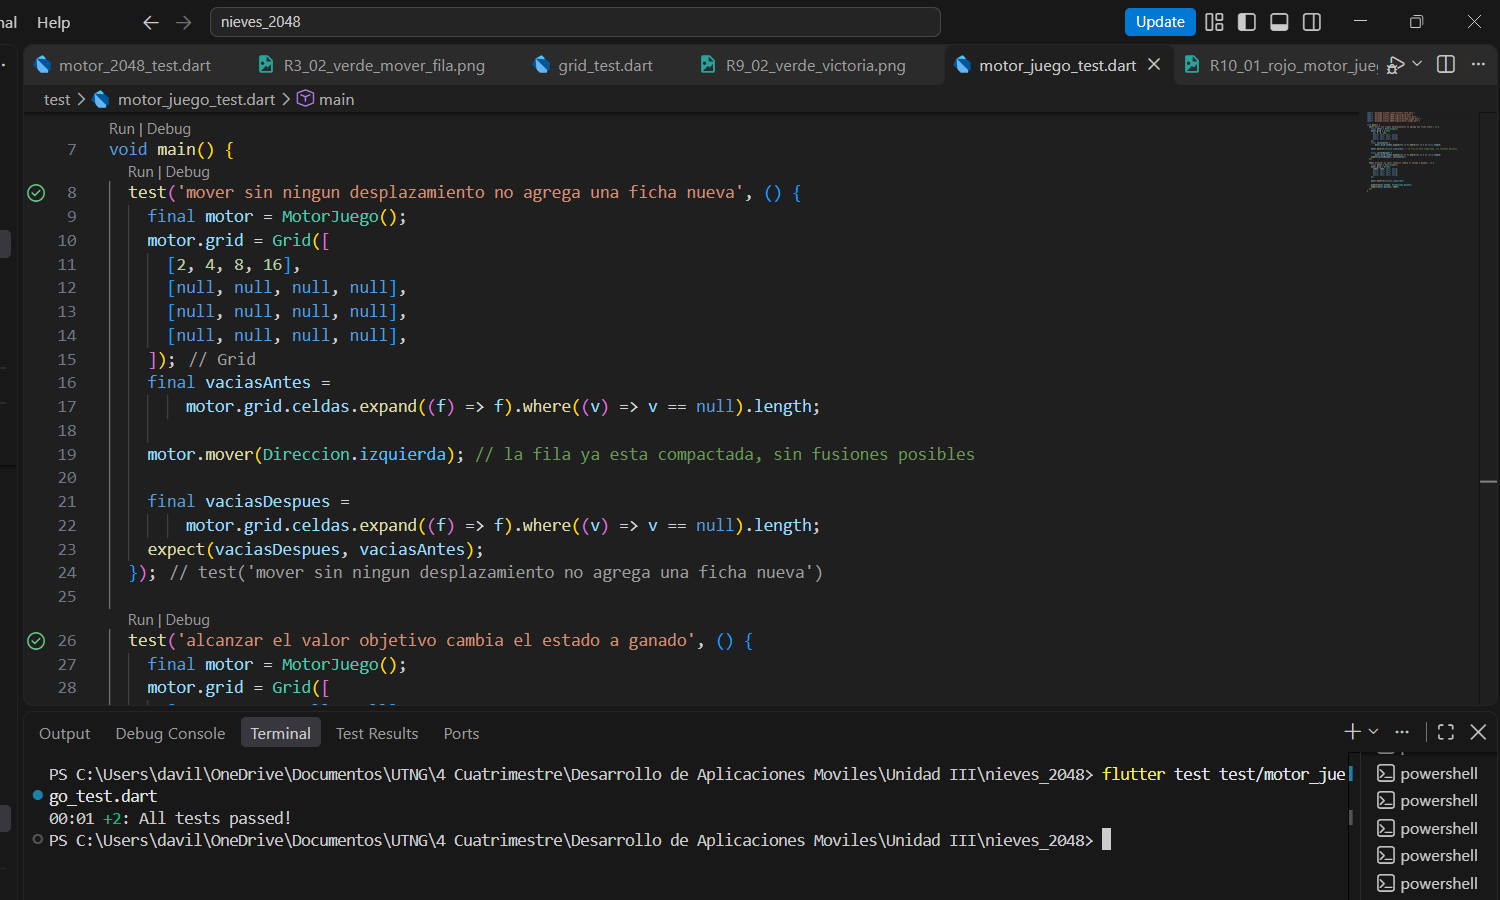 Help
nieves_2048
Update
motor_2048_test.dart
R3_02_verde_mover_fila.png
grid_test.dart
R9_02_verde_victoria.png
motor_juego_test.dart
test > motor_juego_test.dart > main
Run | Debug
7 void main() {
Run | Debug
8 test('mover sin ningun desplazamiento no agrega una ficha nueva', () {
9 final motor = MotorJuego();
10 motor.grid = Grid([
11 [2, 4, 8, 16],
12 [null, null, null, null],
13 [null, null, null, null],
14 [null, null, null, null],
15 ]); // Grid
16 final vaciasAntes =
17 motor.grid.celdas.expand((f) => f).where((v) => v == null).length;
18
19 motor.mover(Direccion.izquierda); // la fila ya esta compactada, sin fusiones posibles
20
21 final vaciasDespues =
22 motor.grid.celdas.expand((f) => f).where((v) => v == null).length;
23 expect(vaciasDespues, vaciasAntes);
24 }); // test('mover sin ningun desplazamiento no agrega una ficha nueva')
25
Run | Debug
26 test('alcanzar el valor objetivo cambia el estado a ganado', () {
27 final motor = MotorJuego();
28 motor.grid = Grid([
Output
Debug Console
Terminal
Test Results
Ports
PS C:\Users\davil\OneDrive\Documentos\UTNG\4 Cuatrimestre\Desarrollo de Aplicaciones Moviles\Unidad III\nieves_2048> flutter test test/motor_jue
go_test.dart
00:01 +2: All tests passed!
PS C:\Users\davil\OneDrive\Documentos\UTNG\4 Cuatrimestre\Desarrollo de Aplicaciones Moviles\Unidad III\nieves_2048>
powershell
powershell
powershell
powershell
powershell